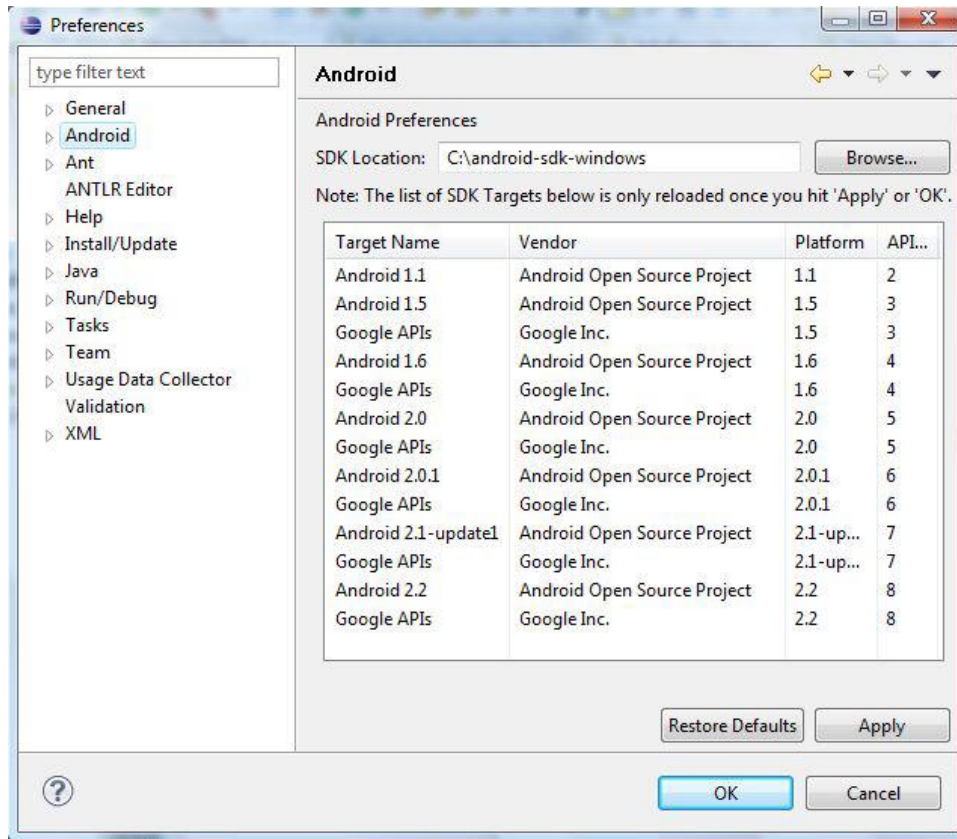 Preferences
type filter text
General
Android
Ant
ANTLR Editor
Help
Install/Update
Java
Run/Debug
Tasks
Team
Usage Data Collector
Validation
XML
Android
Android Preferences
SDK Location: C:\android-sdk-windows Browse...
Note: The list of SDK Targets below is only reloaded once you hit 'Apply' or 'OK'.
Target Name Vendor Platform API...
Android 1.1 Android Open Source Project 1.1 2
Android 1.5 Android Open Source Project 1.5 3
Google APIs Google Inc. 1.5 3
Android 1.6 Android Open Source Project 1.6 4
Google APIs Google Inc. 1.6 4
Android 2.0 Android Open Source Project 2.0 5
Google APIs Google Inc. 2.0 5
Android 2.0.1 Android Open Source Project 2.0.1 6
Google APIs Google Inc. 2.0.1 6
Android 2.1-update1 Android Open Source Project 2.1-up... 7
Google APIs Google Inc. 2.1-up... 7
Android 2.2 Android Open Source Project 2.2 8
Google APIs Google Inc. 2.2 8
Restore Defaults Apply
? OK Cancel